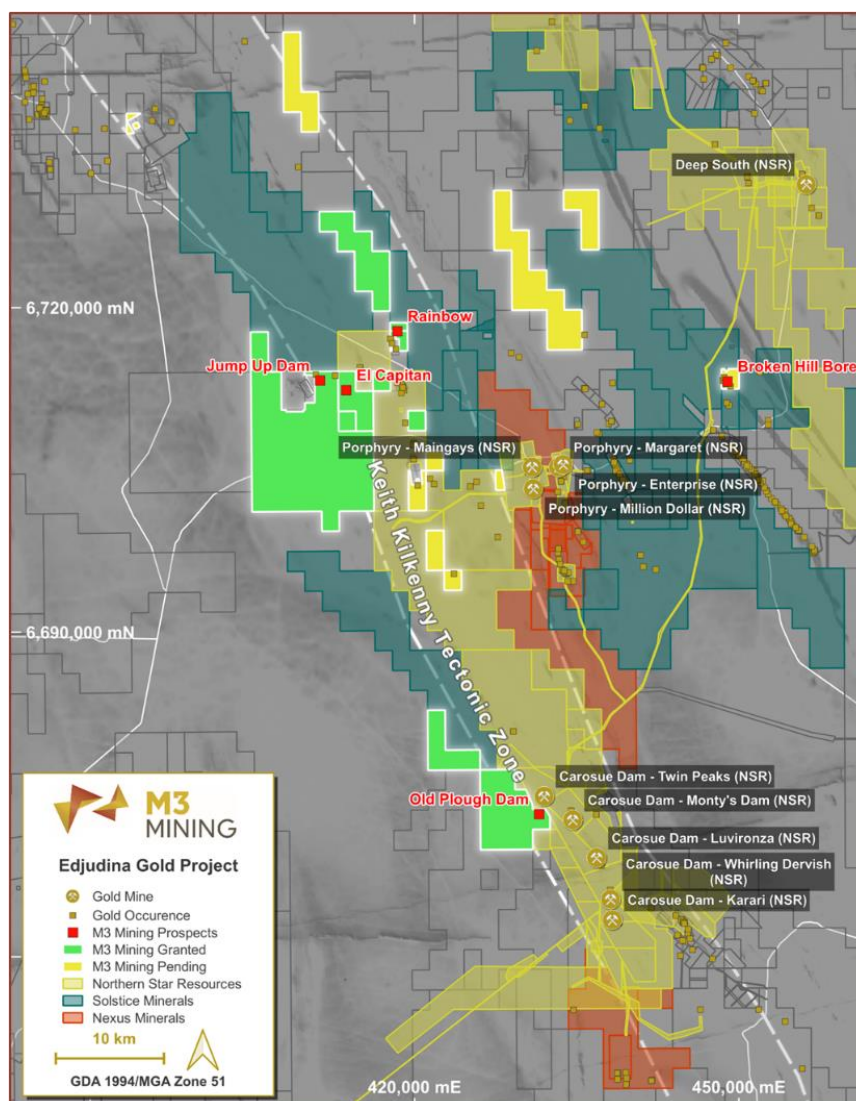 Deep South (NSR)
6,720,000 mN
Rainbow
Jump Up Dam
El Capitan
Broken Hill Bore
Porphyry - Maingays (NSR)
Porphyry - Margaret (NSR)
Porphyry - Enterprise (NSR)
Porphyry - Million Dollar (NSR)
Keith Kilkenny Tectonic Zone
6,690,000 mN
Carosue Dam - Twin Peaks (NSR)
Old Plough Dam
Carosue Dam - Monty's Dam (NSR)
Carosue Dam - Luvironza (NSR)
Carosue Dam - Whirling Dervish
(NSR)
Carosue Dam - Karari (NSR)
M3
MINING
Edjudina Gold Project
Gold Mine
Gold Occurence
M3 Mining Prospects
M3 Mining Granted
M3 Mining Pending
Northern Star Resources
Solstice Minerals
Nexus Minerals
10 km
GDA 1994/MGA Zone 51
420,000 mE
450,000 mE